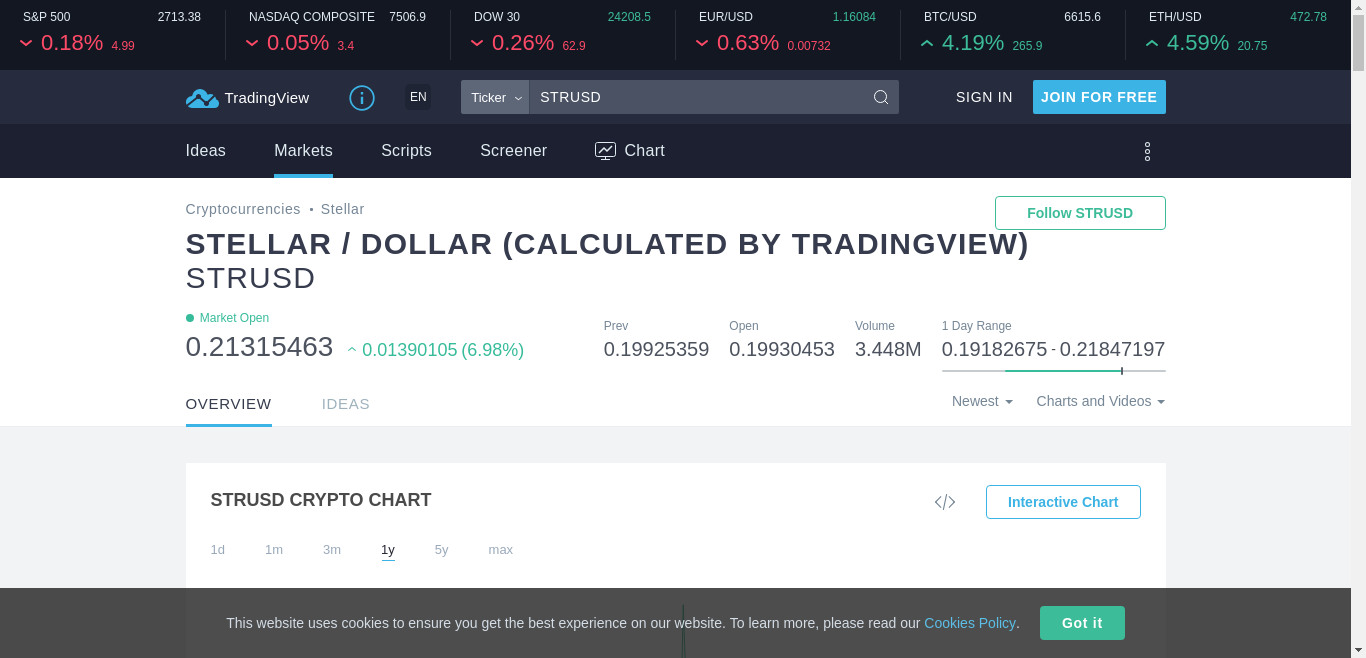 S&P 500 2713.38
0.18% 4.99
NASDAQ COMPOSITE 7506.9
0.05% 3.4
DOW 30 24208.5
0.26% 62.9
EUR/USD 1.16084
0.63% 0.00732
BTC/USD 6615.6
4.19% 265.9
ETH/USD 472.78
4.59% 20.75
TradingView
EN
Ticker STRUSD
SIGN IN
JOIN FOR FREE
Ideas Markets Scripts Screener Chart
Cryptocurrencies • Stellar
Follow STRUSD
STELLAR / DOLLAR (CALCULATED BY TRADINGVIEW)
STRUSD
Market Open
0.21315463 0.01390105 (6.98%)
Prev
0.19925359
Open
0.19930453
Volume
3.448M
1 Day Range
0.19182675 - 0.21847197
OVERVIEW IDEAS
Newest Charts and Videos
STRUSD CRYPTO CHART
</> Interactive Chart
1d 1m 3m 1y 5y max
This website uses cookies to ensure you get the best experience on our website. To learn more, please read our Cookies Policy.
Got it